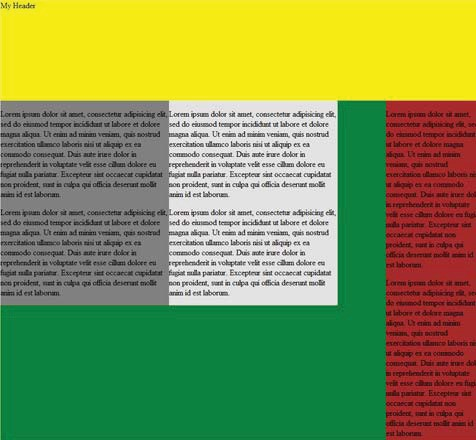 My Header
Lorem ipsum dolor sit amet, consectetur adipisicing elit,
sed do eiusmod tempor incididunt ut labore et dolore
magna aliqua. Ut enim ad minim veniam, quis nostrud
exercitation ullamco laboris nisi ut aliquip ex ea
commodo consequat. Duis aute irure dolor in
reprehenderit in voluptate velit esse cillum dolore eu
fugiat nulla pariatur. Excepteur sint occaecat cupidatat
non proident, sunt in culpa qui officia deserunt mollit
anim id est laborum.
Lorem ipsum dolor sit amet, consectetur adipisicing elit,
sed do eiusmod tempor incididunt ut labore et dolore
magna aliqua. Ut enim ad minim veniam, quis nostrud
exercitation ullamco laboris nisi ut aliquip ex ea
commodo consequat. Duis aute irure dolor in
reprehenderit in voluptate velit esse cillum dolore eu
fugiat nulla pariatur. Excepteur sint occaecat cupidatat
non proident, sunt in culpa qui officia deserunt mollit
anim id est laborum.
Lorem ipsum dolor sit amet, consectetur adipisicing elit,
sed do eiusmod tempor incididunt ut labore et dolore
magna aliqua. Ut enim ad minim veniam, quis nostrud
exercitation ullamco laboris nisi ut aliquip ex ea
commodo consequat. Duis aute irure dolor in
reprehenderit in voluptate velit esse cillum dolore eu
fugiat nulla pariatur. Excepteur sint occaecat cupidatat
non proident, sunt in culpa qui officia deserunt mollit
anim id est laborum.
Lorem ipsum dolor sit amet, consectetur adipisicing elit,
sed do eiusmod tempor incididunt ut labore et dolore
magna aliqua. Ut enim ad minim veniam, quis nostrud
exercitation ullamco laboris nisi ut aliquip ex ea
commodo consequat. Duis aute irure dolor in
reprehenderit in voluptate velit esse cillum dolore eu
fugiat nulla pariatur. Excepteur sint occaecat cupidatat
non proident, sunt in culpa qui officia deserunt mollit
anim id est laborum.
Lorem ipsum dolor sit amet,
consectetur adipisicing elit, sed
do eiusmod tempor incididunt
ut labore et dolore magna
aliqua. Ut enim ad minim
veniam, quis nostrud
exercitation ullamco laboris nisi
ut aliquip ex ea commodo
consequat. Duis aute irure dolor
in reprehenderit in voluptate
velit esse cillum dolore eu fugi
nulla pariatur. Excepteur sint
occaecat cupidatat non
proident, sunt in culpa qui
officia deserunt mollit anim id
est laborum.
Lorem ipsum dolor sit amet,
consectetur adipisicing elit, sed
do eiusmod tempor incididunt
ut labore et dolore magna
aliqua. Ut enim ad minim
veniam, quis nostrud
exercitation ullamco laboris nisi
ut aliquip ex ea commodo
consequat. Duis aute irure dolor
in reprehenderit in voluptate
velit esse cillum dolore eu fugi
nulla pariatur. Excepteur sint
occaecat cupidatat non
proident, sunt in culpa qui
officia deserunt mollit anim id
est laborum.